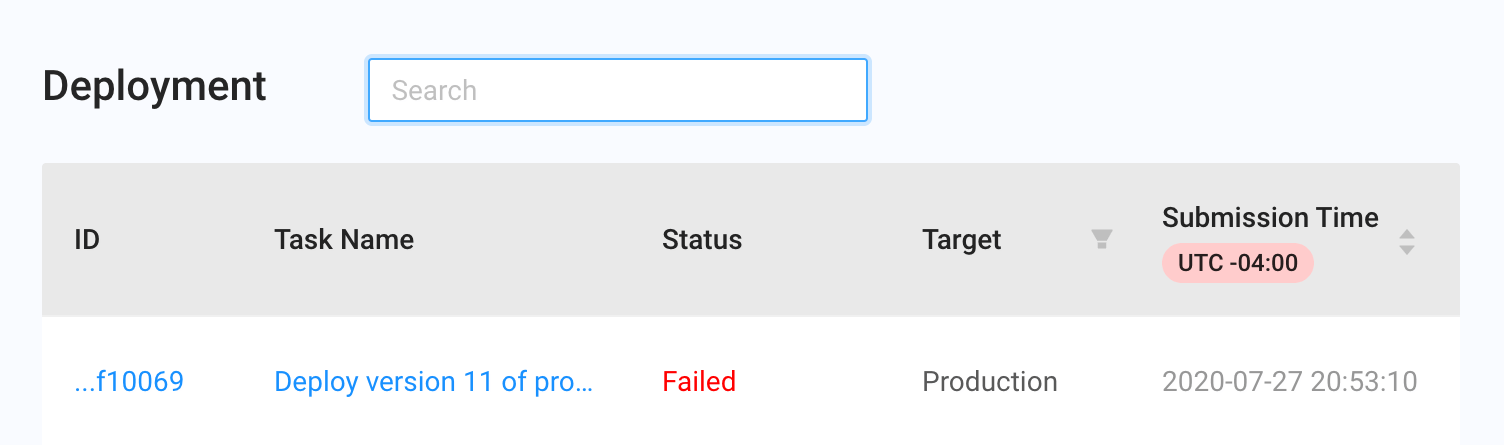 Deployment
Search
ID Task Name Status Target Submission Time
UTC -04:00
...f10069 Deploy version 11 of pro... Failed Production 2020-07-27 20:53:10